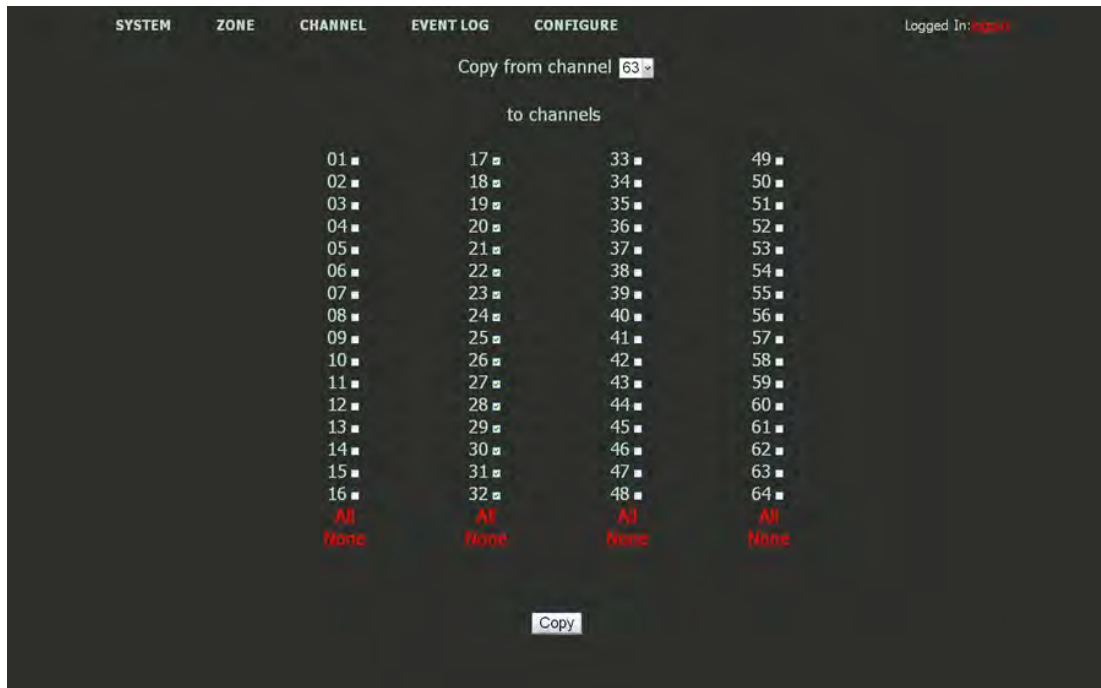 SYSTEM ZONE CHANNEL EVENT LOG CONFIGURE Logged In:
Copy from channel 63
to channels
01 17 33 49
02 18 34 50
03 19 35 51
04 20 36 52
05 21 37 53
06 22 38 54
07 23 39 55
08 24 40 56
09 25 41 57
10 26 42 58
11 27 43 59
12 28 44 60
13 29 45 61
14 30 46 62
15 31 47 63
16 32 48 64
All All All All
None None None None
Copy